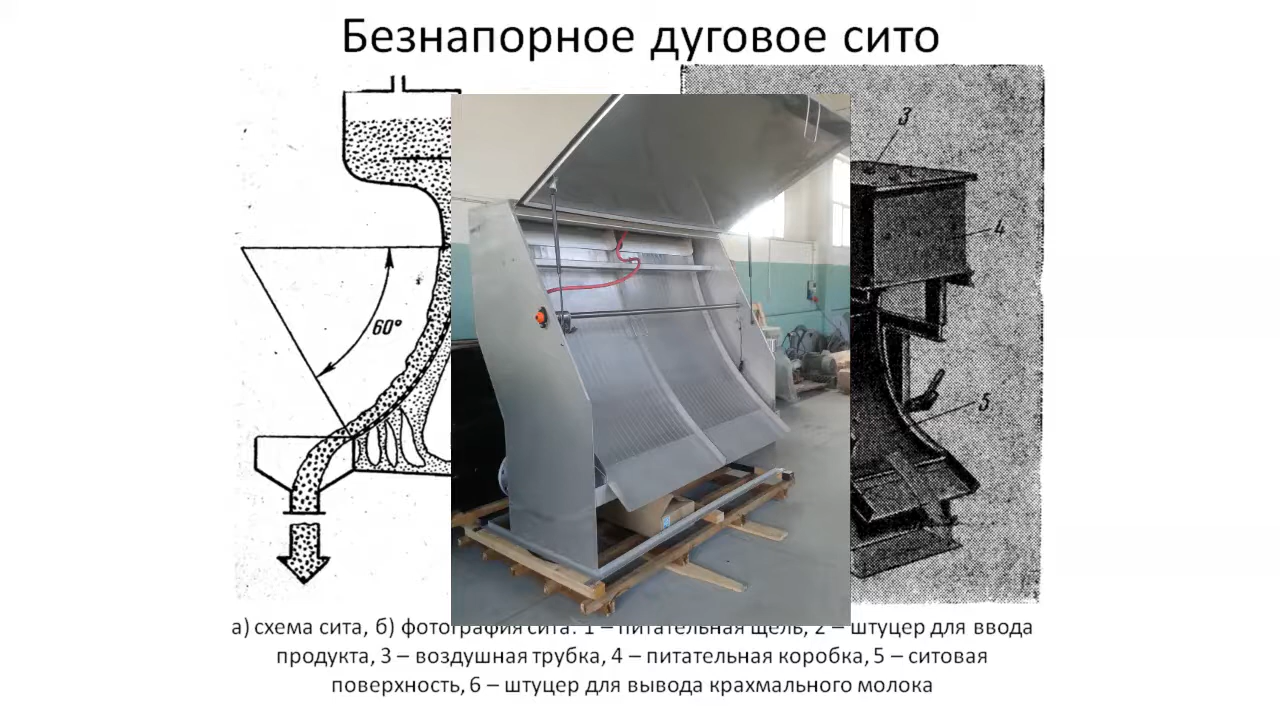 Безнапорное дуговое сито
3
4
60°
5
а) схема сита, б) фотография сита: 1 – питательная щель, 2 – штуцер для ввода
продукта, 3 – воздушная трубка, 4 – питательная коробка, 5 – ситовая
поверхность, 6 – штуцер для вывода крахмального молока